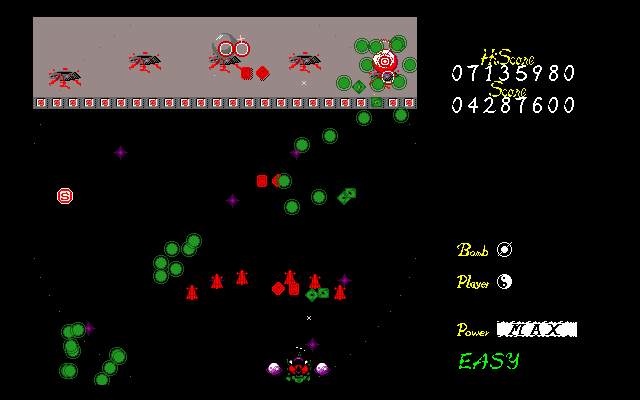 HiScore
07135980
Score
04287600
S
Bomb
Player
Power MAX
EASY